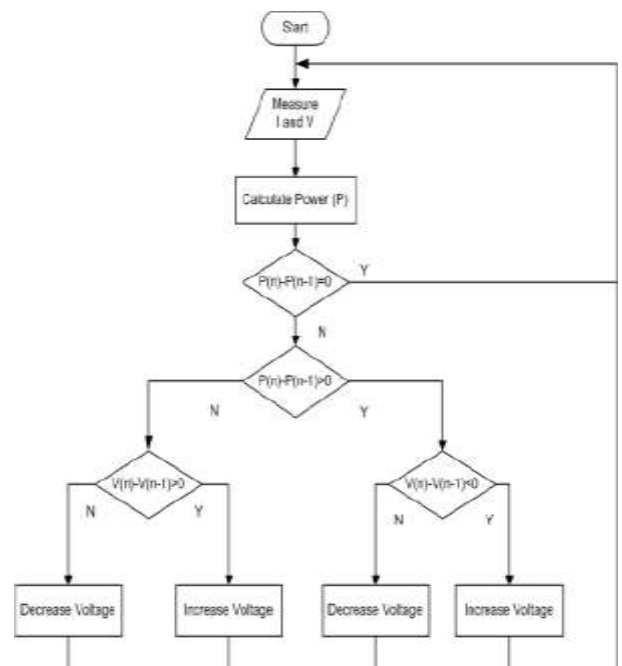 Start
Measure
I and V
Calculate Power (P)
P(n)-P(n-1)=0
Y
N
P(n)-P(n-1)>0
N
Y
V(n)-V(n-1)>0
V(n)-V(n-1)<0
N
Y
N
Y
Decrease Voltage
Increase Voltage
Decrease Voltage
Increase Voltage